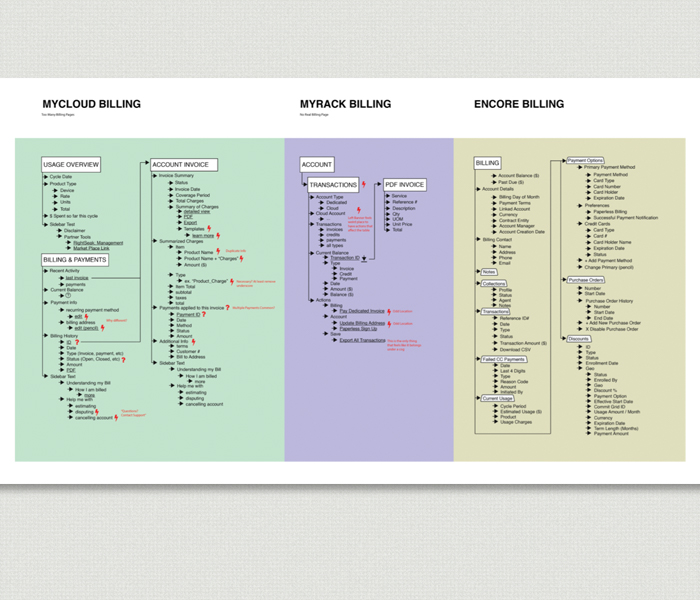 MYCLOUD BILLING
Too Many Billing Pages
USAGE OVERVIEW
Cycle Date
Product Type
Device
Rate
Units
Total
$ Spent so far this cycle
Sidebar Text
Disclaimer
Partner Tools
RightScale Management
Market Place Link
BILLING & PAYMENTS
Recent Activity
last invoice
payments
Current Balance
(?)
Payment Info
recurring payment method
edit
billing address
edit (pencil)
Why different?
Billing History
ID ?
Date
Type (invoice, payment, etc)
Status (Open, Closed, etc) ?
Amount
PDF
Sidebar Text
Understanding my Bill
How I am billed
more
Help me with
estimating
disputing
cancelling account
ACCOUNT INVOICE
Invoice Summary
Status
Invoice Date
Coverage Period
Total Charges
Summary of Charges
detailed view
PDF
Export
Templates
learn more
Summarized Charges
Item
Product Name
Product Name + "Charges"
Amount ($)
Type
ex. "Product_Charge"
Item Total
subtotal
taxes
total
Payments applied to this invoice ?
Payment ID ?
Date
Method
Status
Amount
Additional Info
terms
Customer #
Bill to Address
Sidebar Text
Understanding my Bill
How I am billed
more
Help me with
estimating
disputing
cancelling account
MYRACK BILLING
No Real Billing Page
ACCOUNT
TRANSACTIONS
Account Type
Dedicated
Cloud
Cloud Account
...
Transactions
invoices
credits
payments
all types
Current Balance
Transaction ID
Type
Invoice
Credit
Payment
Date
Amount ($)
Balance ($)
Actions
Billing
Pay Dedicated Invoice
Account
Update Billing Address
Paperless Sign Up
Save
Export All Transactions
PDF INVOICE
Service
Reference #
Description
Qty
UOM
Unit Price
Total
ENCORE BILLING
BILLING
Account Balance ($)
Past Due ($)
Account Details
Billing Day of Month
Payment Terms
Linked Account
Currency
Contract Entity
Account Manager
Account Creation Date
Billing Contact
Name
Address
Phone
Email
Notes
Collections
Profile
Status
Agent
Notes
Transactions
Reference ID#
Date
Type
Status
Transaction Amount ($)
Download CSV
Failed CC Payments
Date
Last 4 Digits
Type
Reason Code
Amount
Initiated By
Current Usage
Cycle Period
Estimated Usage ($)
Product
Usage Charges
Payment Options
Primary Payment Method
Payment Method
Card Type
Card Number
Card Holder
Expiration Date
Preferences
Paperless Billing
Successful Payment Notification
Credit Cards
Card Type
Card #
Card Holder Name
Expiration Date
Status
+ Add Payment Method
Change Primary (pencil)
Purchase Orders
Number
Start Date
Purchase Order History
Number
Start Date
End Date
+ Add New Purchase Order
X Disable Purchase Order
Discounts
ID
Type
Status
Enrollment Date
Geo
Status
Enrolled By
Geo
Discount %
Payment Option
Effective Start Date
Commit Grid ID
Usage Amount / Month
Currency
Expiration Date
Term Length (Months)
Payment Amount